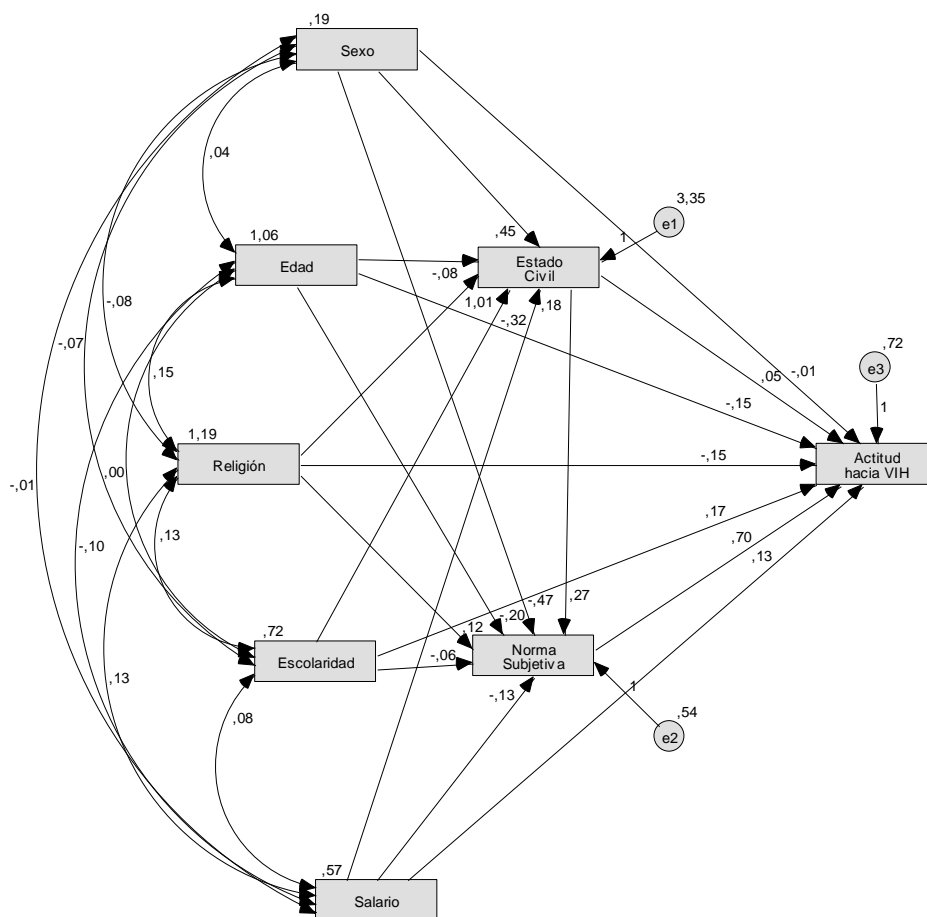 ,19
Sexo
,04
3,35
e1
1,06
Edad
,45
1
Estado
Civil
-,08
-,08
1,01
-,32
,18
-,07
,72
e3
,15
,05
-,01
-,15
1
1,19
Religión
-,15
Actitud
hacia VIH
-,01
,00
,17
,13
,70
-,10
,13
-,47
,27
-,20
,12
,72
Escolaridad
-,06
Norma
Subjetiva
,13
-,13
1
,08
,54
e2
,57
Salario